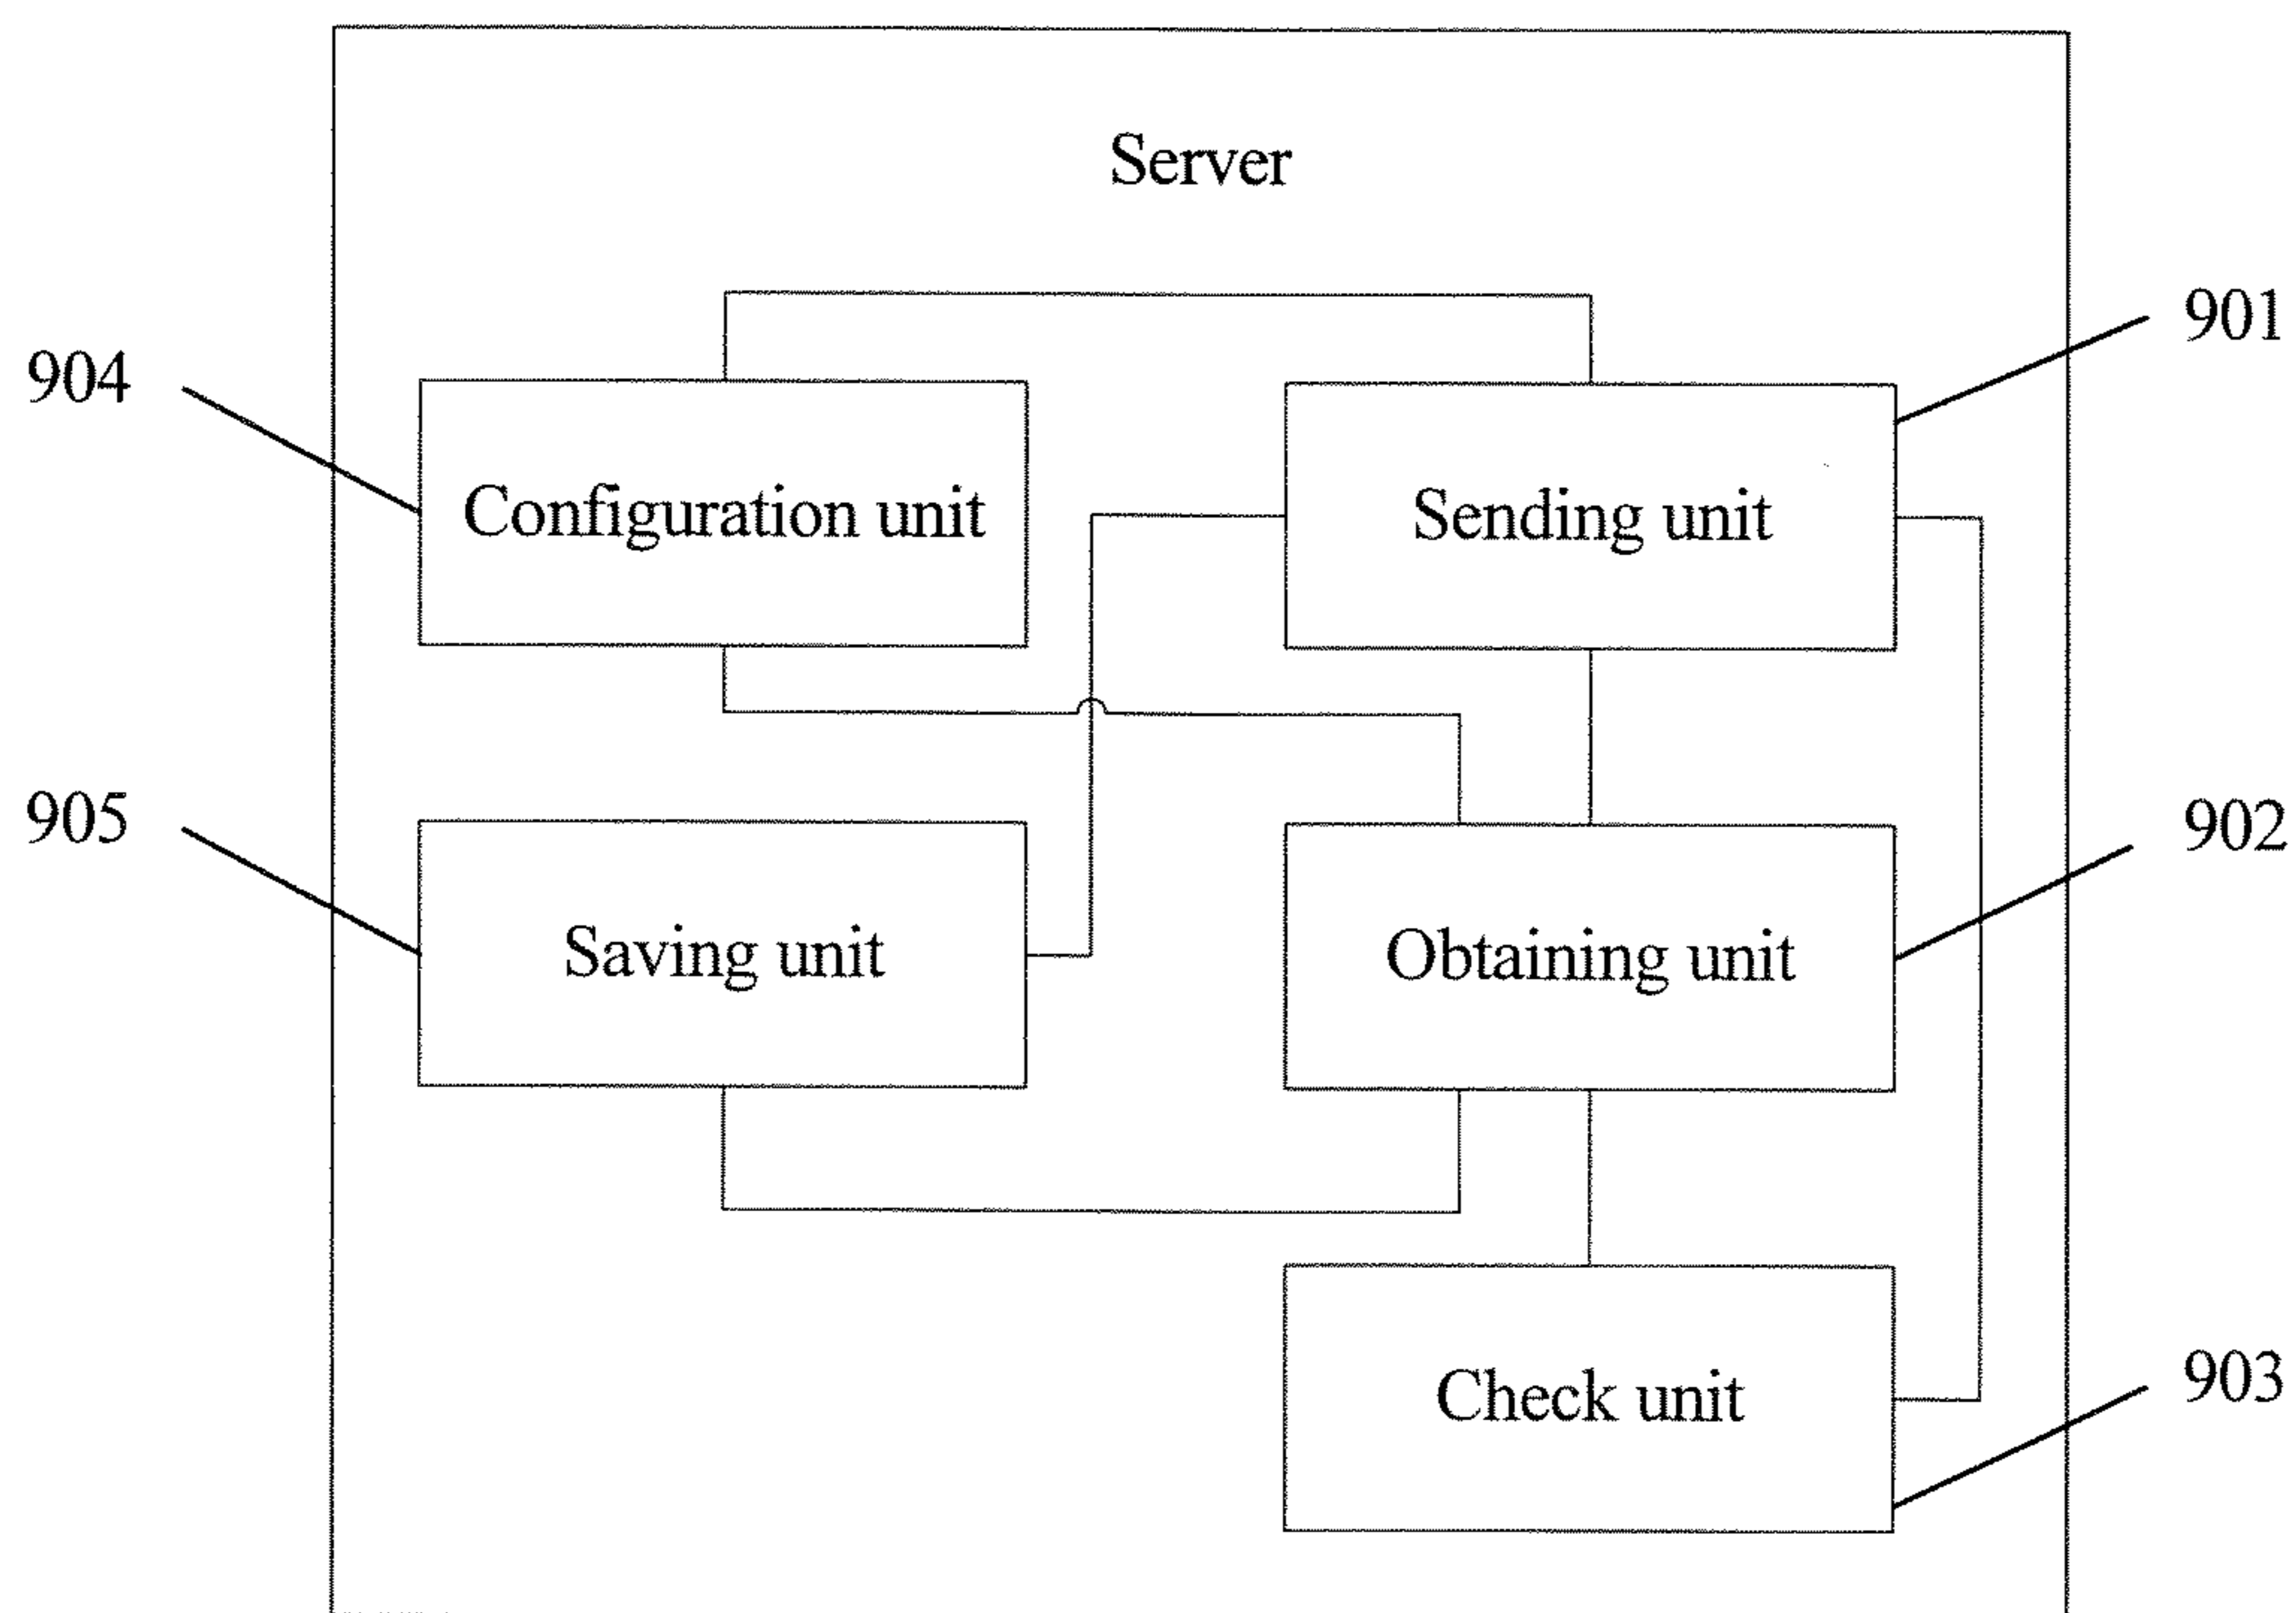 Server
901
904
Configuration unit
Sending unit
905
902
Saving unit
Obtaining unit
903
Check unit